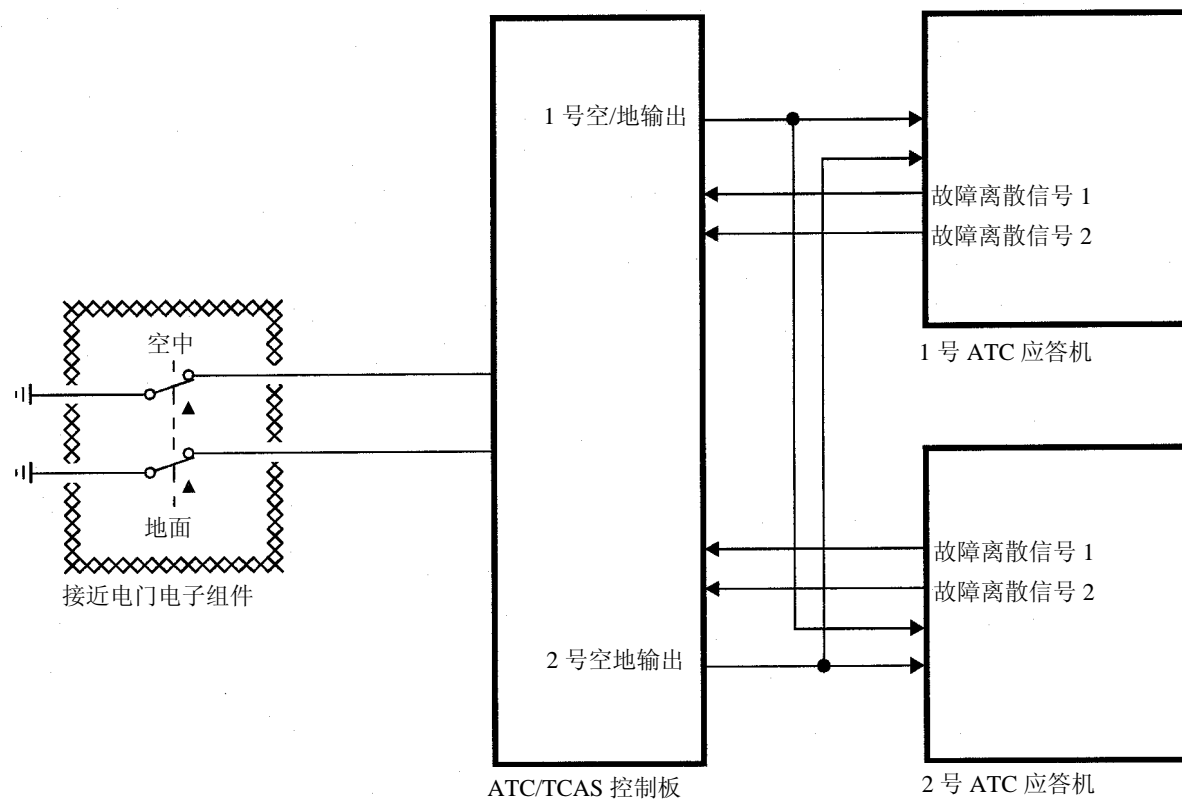 1 号空/地输出
故障离散信号 1
故障离散信号 2
1 号 ATC 应答机
空中
地面
接近电门电子组件
故障离散信号 1
故障离散信号 2
2 号空地输出
ATC/TCAS 控制板
2 号 ATC 应答机